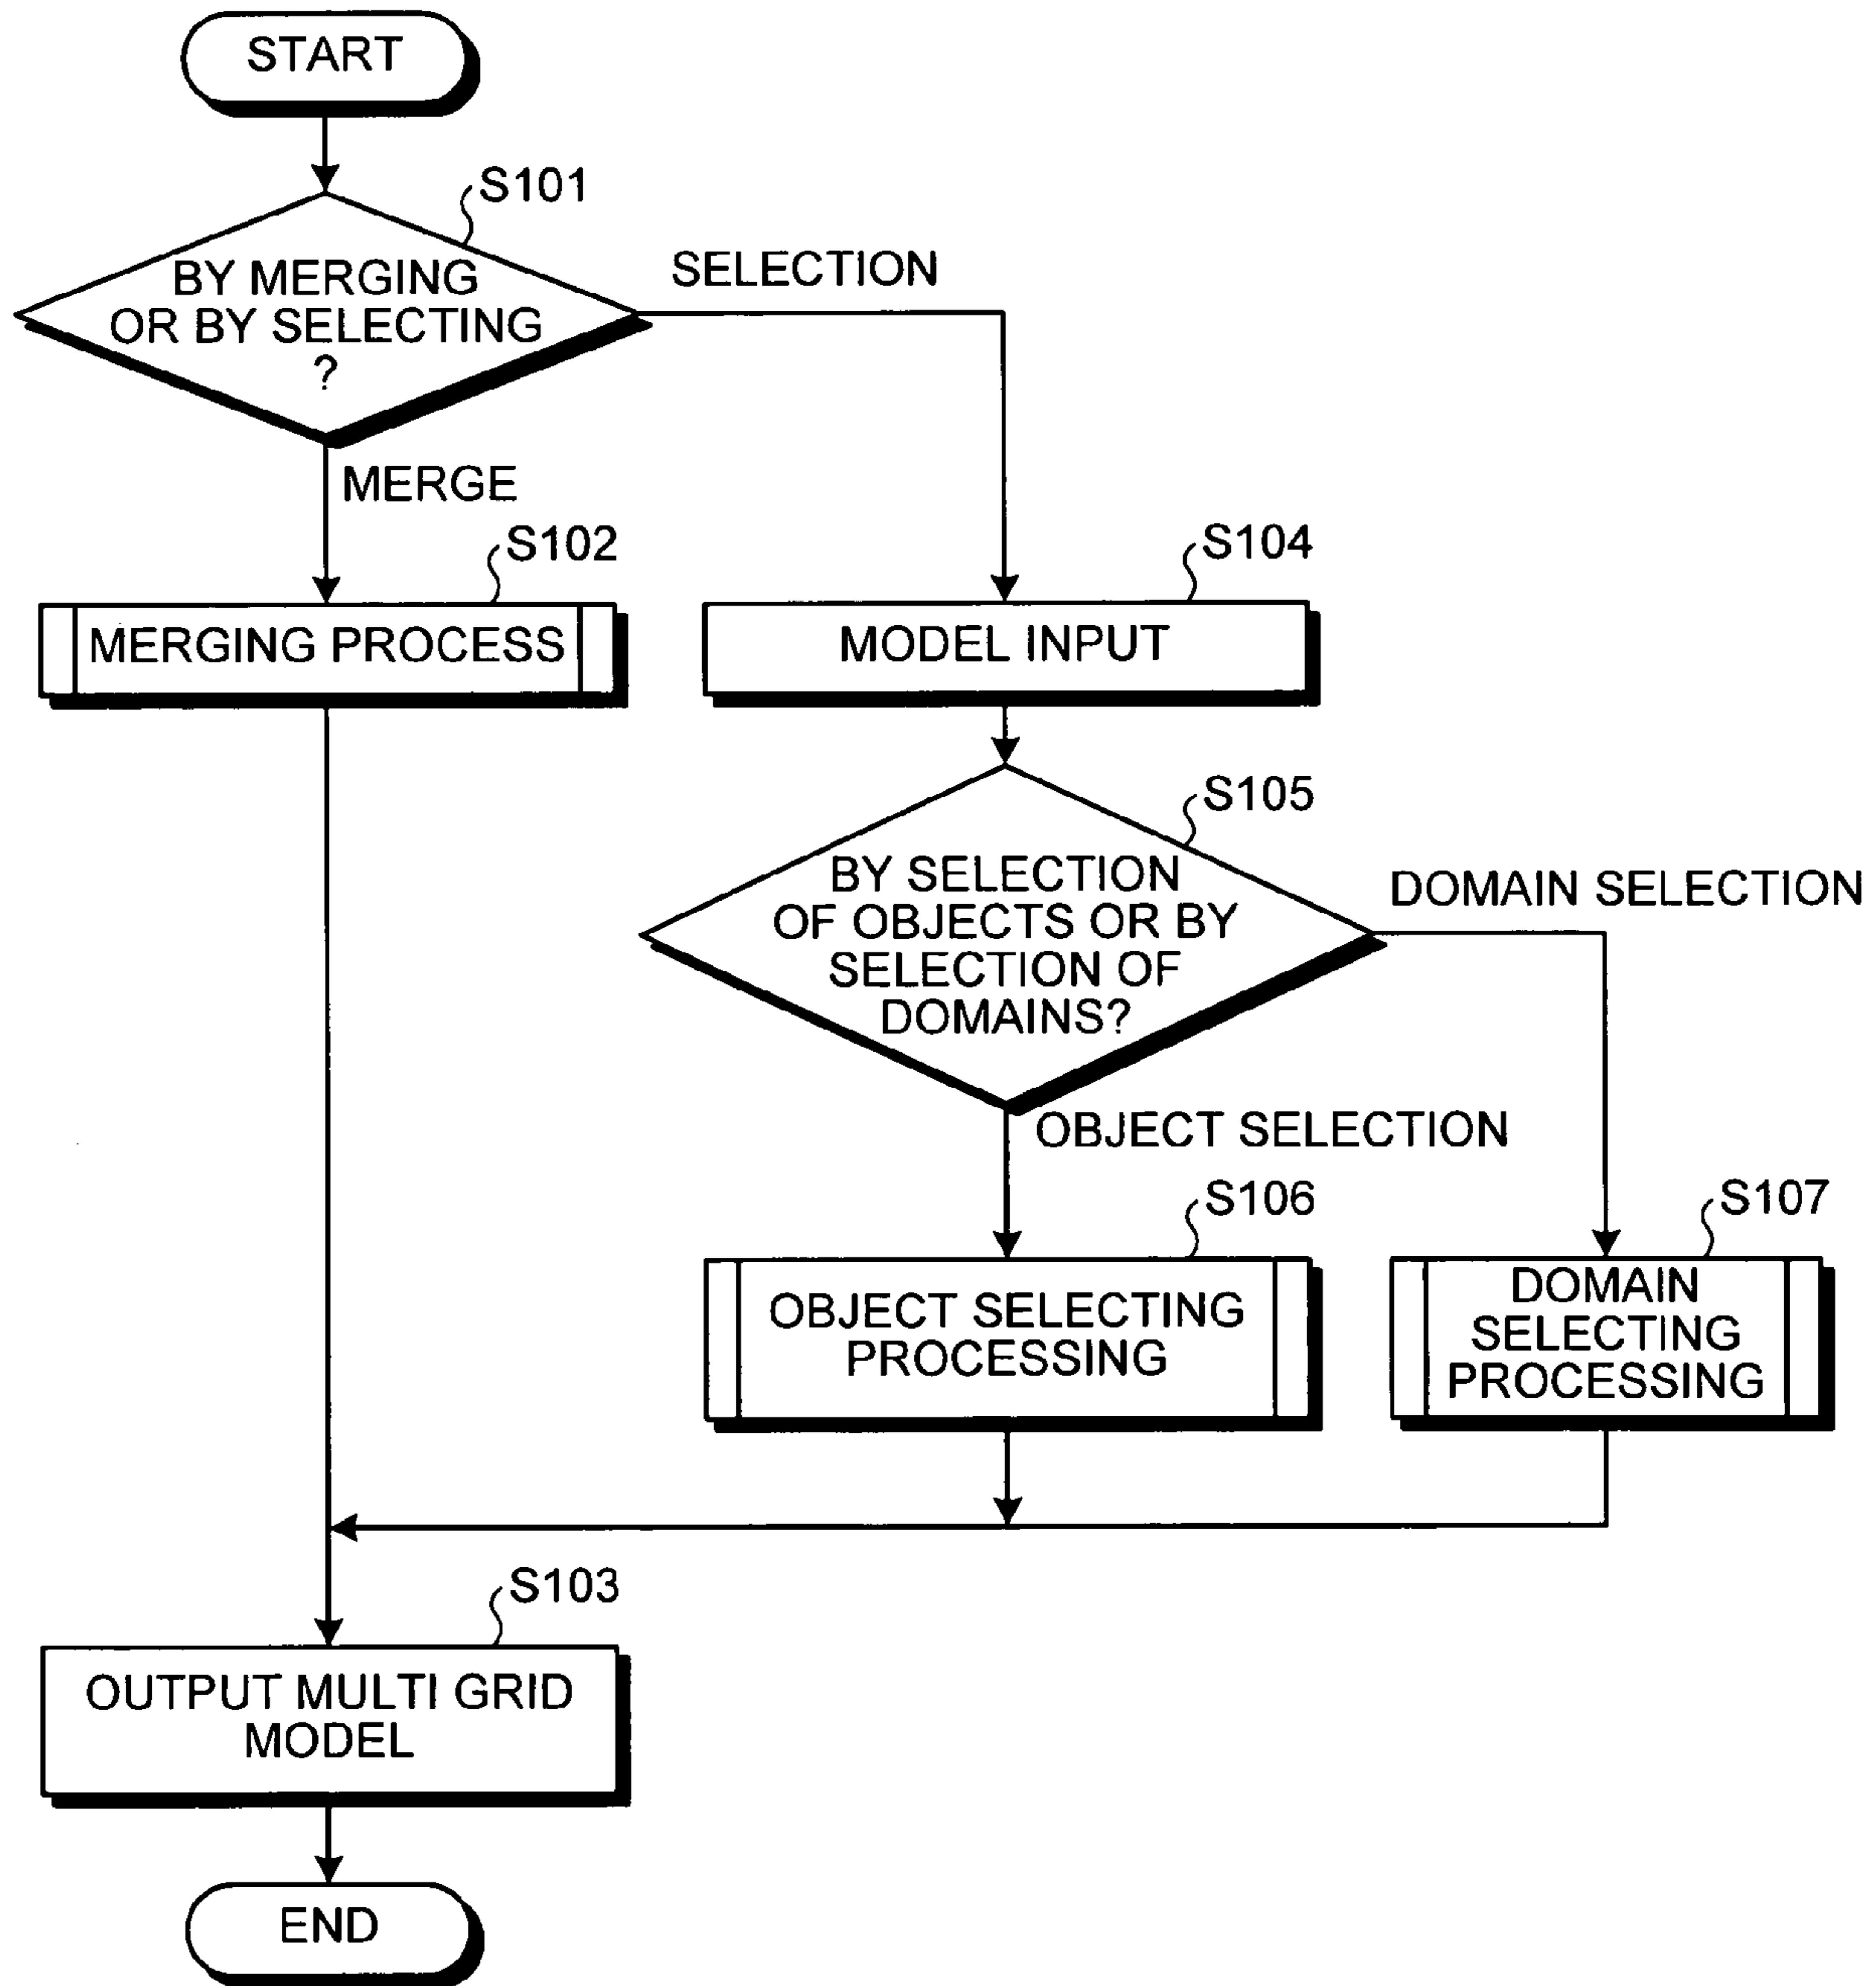 START
S101
BY MERGING
OR BY SELECTING
?
SELECTION
MERGE
S102
MERGING PROCESS
S104
MODEL INPUT
S105
BY SELECTION
OF OBJECTS OR BY
SELECTION OF
DOMAINS?
DOMAIN SELECTION
OBJECT SELECTION
S106
OBJECT SELECTING
PROCESSING
S107
DOMAIN
SELECTING
PROCESSING
S103
OUTPUT MULTI GRID
MODEL
END